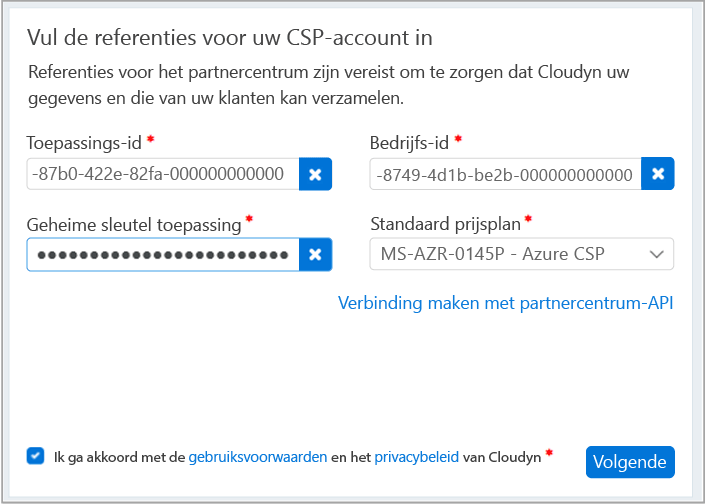 Vul de referenties voor uw CSP-account in
Referenties voor het partnercentrum zijn vereist om te zorgen dat Cloudyn uw
gegevens en die van uw klanten kan verzamelen.
Toepassings-id *
Bedrijfs-id *
-87b0-422e-82fa-000000000000
-8749-4d1b-be2b-000000000000
Geheime sleutel toepassing *
Standaard prijsplan *
●●●●●●●●●●●●●●●●●●●●●●●●
MS-AZR-0145P - Azure CSP
Verbinding maken met partnercentrum-API
Ik ga akkoord met de gebruiksvoorwaarden en het privacybeleid van Cloudyn *
Volgende